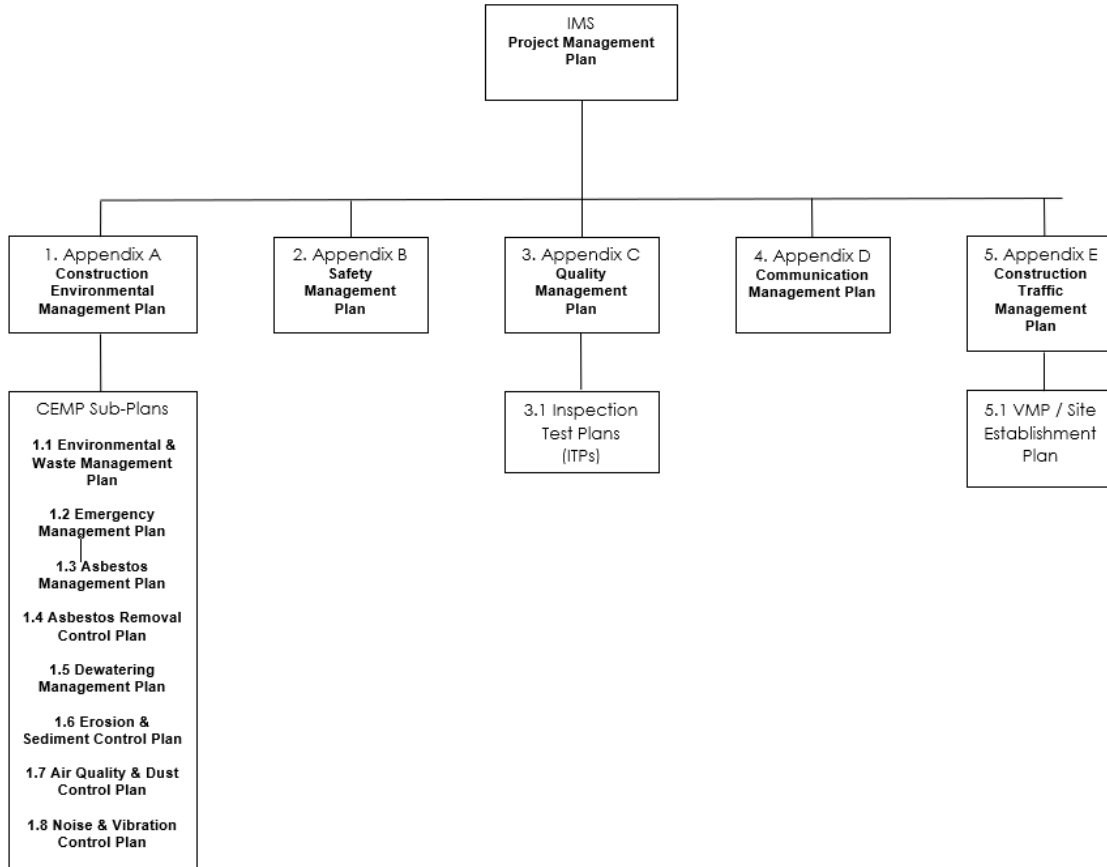 IMS
Project Management
Plan
1. Appendix A
Construction
Environmental
Management Plan
2. Appendix B
Safety
Management
Plan
3. Appendix C
Quality
Management
Plan
4. Appendix D
Communication
Management Plan
5. Appendix E
Construction
Traffic
Management
Plan
CEMP Sub-Plans
1.1 Environmental &
Waste Management
Plan
1.2 Emergency
Management Plan
1.3 Asbestos
Management Plan
1.4 Asbestos Removal
Control Plan
1.5 Dewatering
Management Plan
1.6 Erosion &
Sediment Control Plan
1.7 Air Quality & Dust
Control Plan
1.8 Noise & Vibration
Control Plan
3.1 Inspection
Test Plans
(ITPs)
5.1 VMP / Site
Establishment
Plan